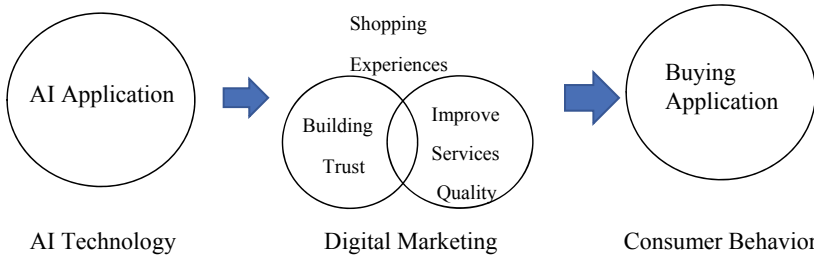 Shopping
Experiences
AI Application
Building
Trust
Improve
Services
Quality
Buying
Application
AI Technology
Digital Marketing
Consumer Behavior